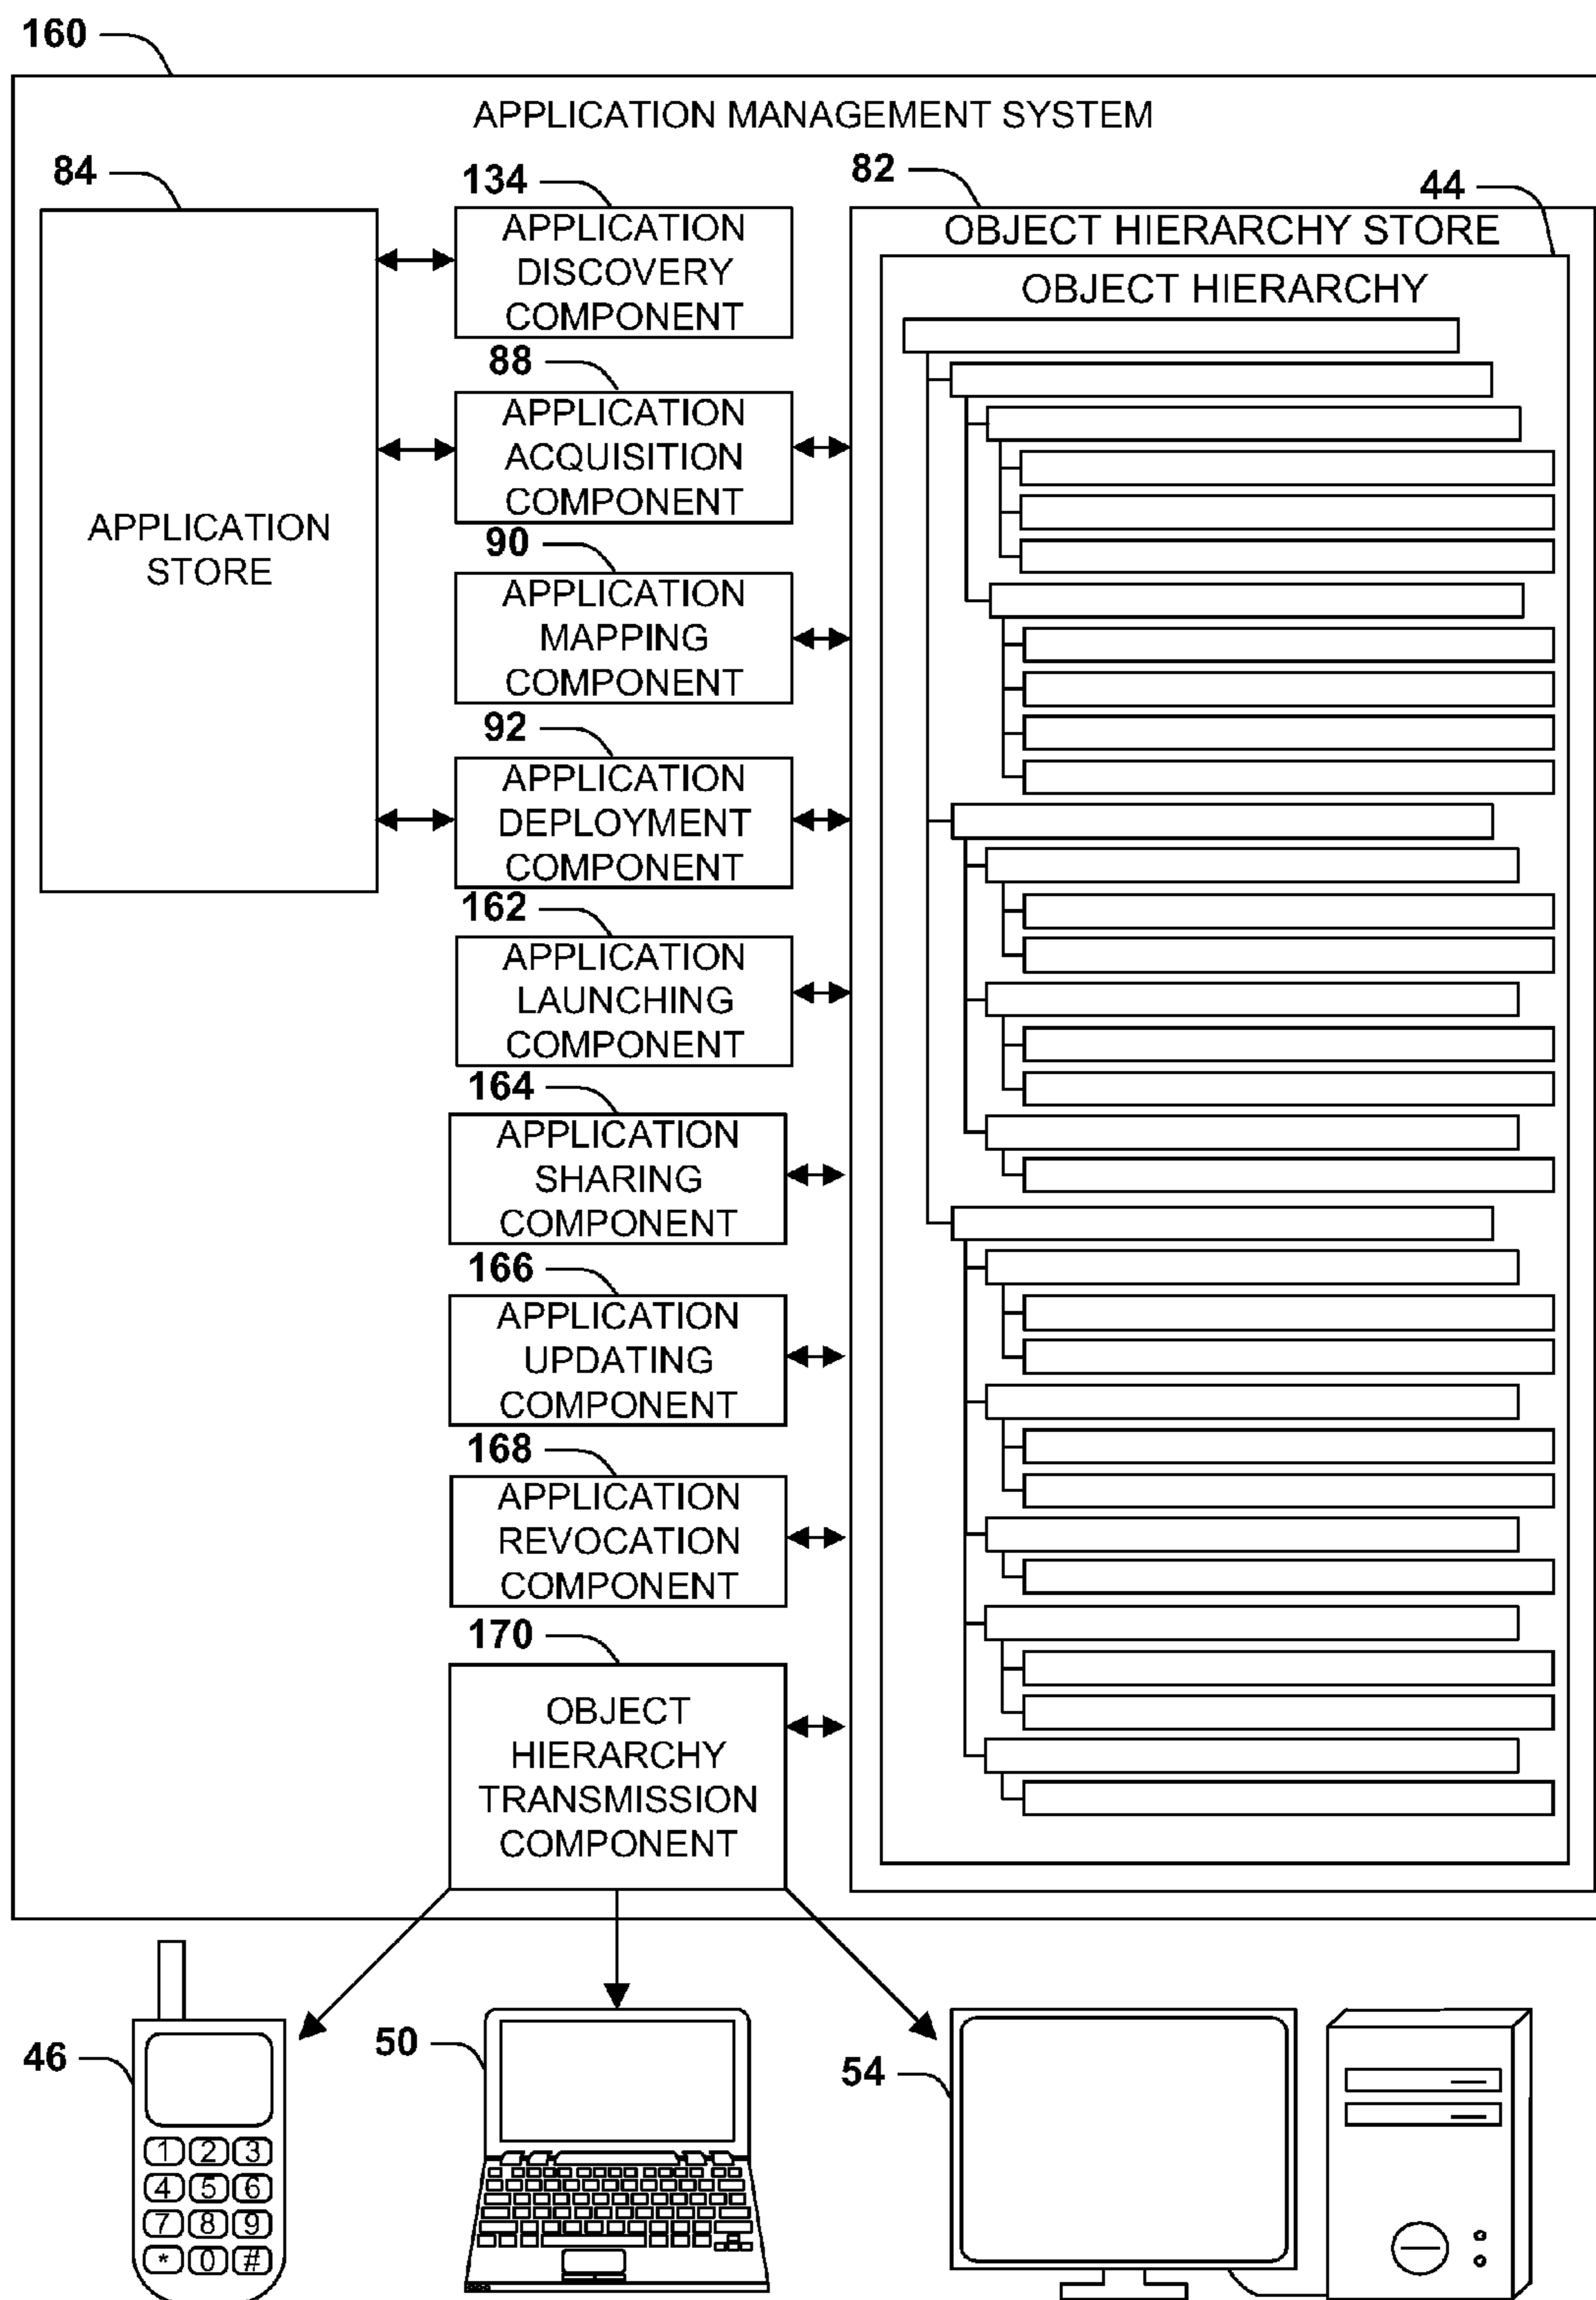 160
APPLICATION MANAGEMENT SYSTEM
84
134
82
44
APPLICATION
STORE
APPLICATION
DISCOVERY
COMPONENT
88
APPLICATION
ACQUISITION
COMPONENT
90
APPLICATION
MAPPING
COMPONENT
92
APPLICATION
DEPLOYMENT
COMPONENT
162
APPLICATION
LAUNCHING
COMPONENT
164
APPLICATION
SHARING
COMPONENT
166
APPLICATION
UPDATING
COMPONENT
168
APPLICATION
REVOCATION
COMPONENT
170
OBJECT
HIERARCHY
TRANSMISSION
COMPONENT
OBJECT HIERARCHY STORE
OBJECT HIERARCHY
46
50
54
1 2 3
4 5 6
7 8 9
* 0 #